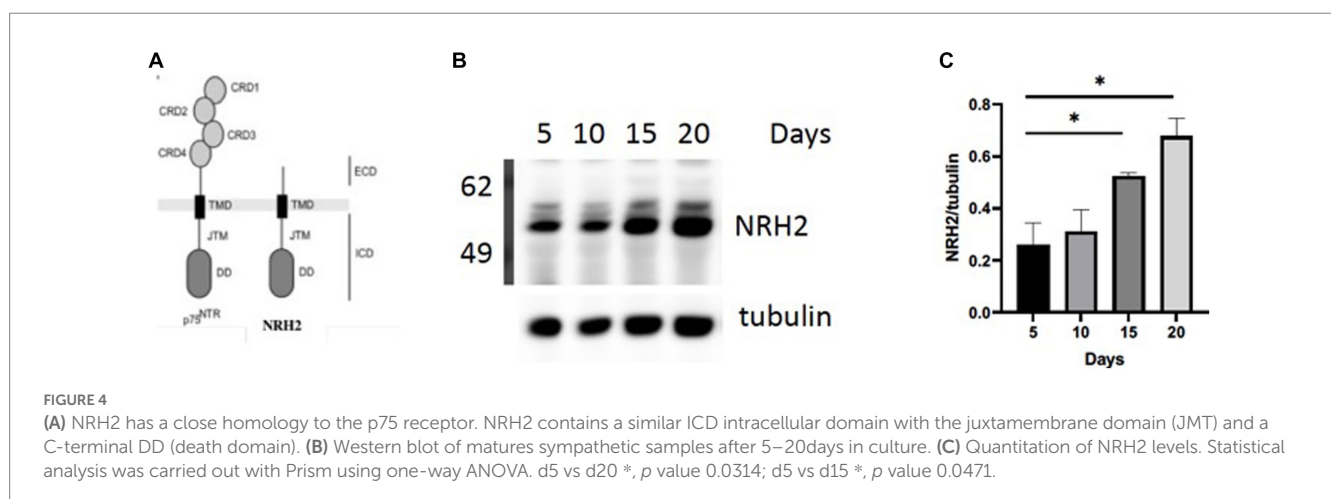 A
CRD1
CRD2
CRD3
CRD4
ECD
TMD
TMD
JTM
JTM
ICD
DD
DD
p75NTR
NRH2
B
5 10 15 20 Days
62
NRH2
49
tubulin
C
*
*
0.8
0.6
0.4
0.2
0.0
NRH2/tubulin
5 10 15 20
Days
FIGURE 4
(A) NRH2 has a close homology to the p75 receptor. NRH2 contains a similar ICD intracellular domain with the juxtamembrane domain (JMT) and a
C-terminal DD (death domain). (B) Western blot of matures sympathetic samples after 5–20days in culture. (C) Quantitation of NRH2 levels. Statistical
analysis was carried out with Prism using one-way ANOVA. d5 vs d20 *, p value 0.0314; d5 vs d15 *, p value 0.0471.